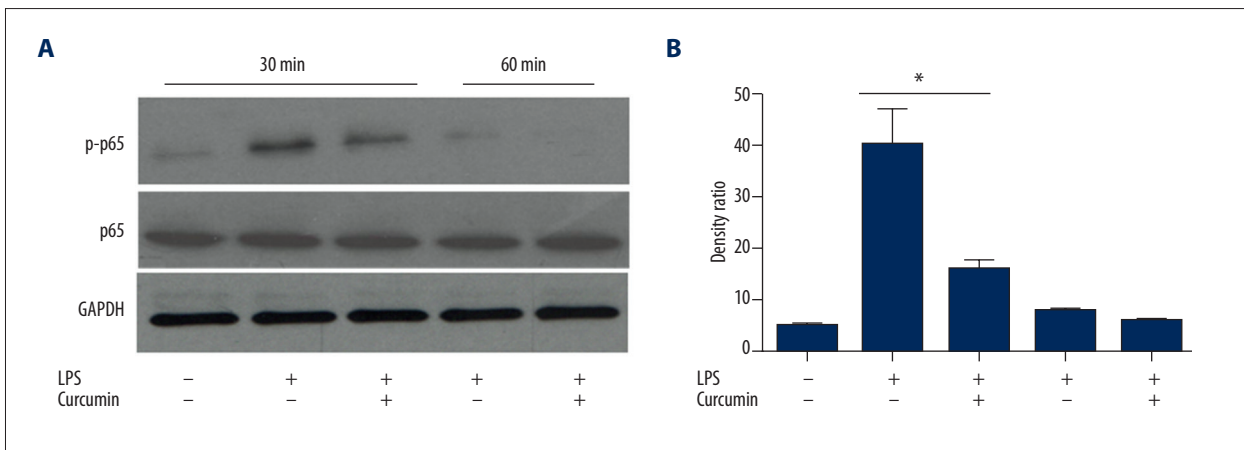 A
30 min
60 min
p-p65
p65
GAPDH
LPS – + + + +
Curcumin – – + – +
B
*
Density ratio
50
40
30
20
10
0
LPS – + + + +
Curcumin – – + – +